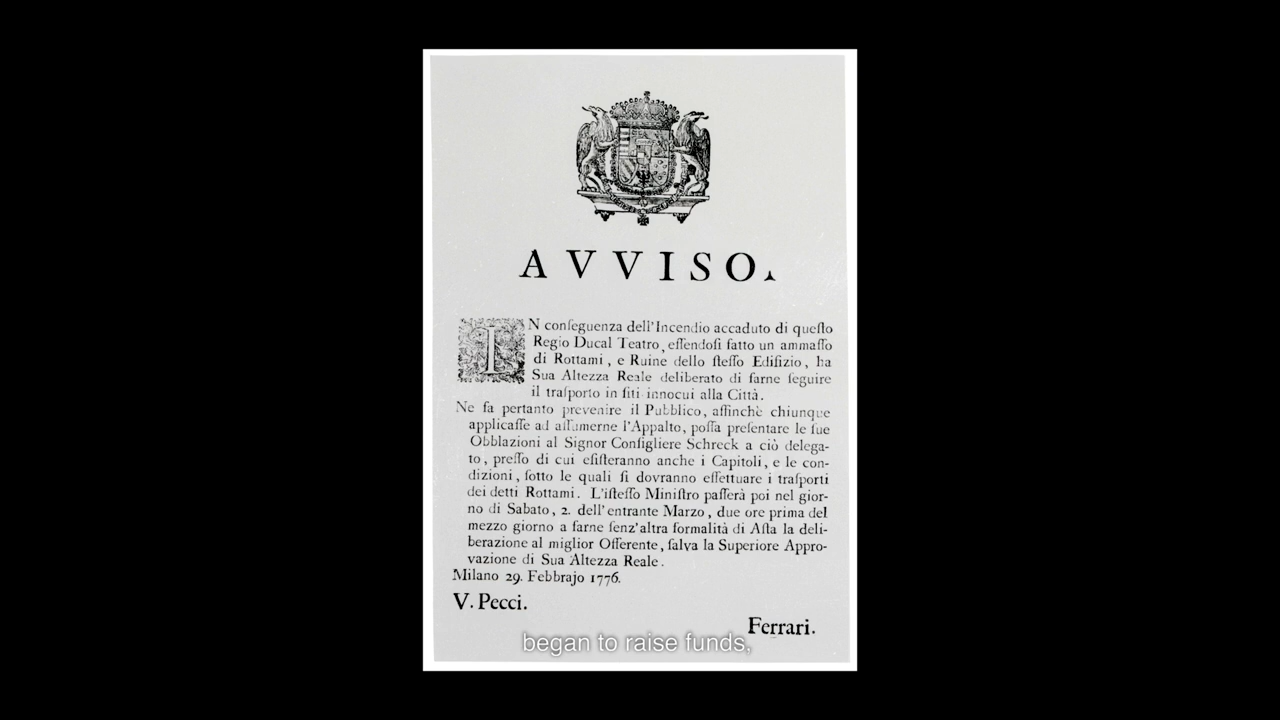 AVVISO.
IN conſeguenza dell'Incendio accaduto di queſto
Regio Ducal Teatro, eſſendoſi fatto un ammaſſo
di Rottami, e Ruine dello ſteſſo Edifizio, ha
Sua Altezza Reale deliberato di farne ſeguire
il traſporto in ſiti innocui alla Città.
Ne fa pertanto prevenire il Pubblico, affinchè chiunque
applicaſſe ad aſſumerne l'Appalto, poſſa preſentare le ſue
Obblazioni al Signor Conſigliere Schreck a ciò delega-
to, preſſo di cui eſiſteranno anche i Capitoli, e le con-
dizioni, ſotto le quali ſi dovranno effettuare i traſporti
dei detti Rottami. L'iſteſſo Miniſtro paſſerà poi nel gior-
no di Sabato, 2. dell'entrante Marzo, due ore prima del
mezzo giorno a farne ſenz'altra formalità di Aſta la deli-
berazione al miglior Offerente, ſalva la Superiore Appro-
vazione di Sua Altezza Reale.
Milano 29. Febbrajo 1776.
V. Pecci.
Ferrari.
began to raise funds,